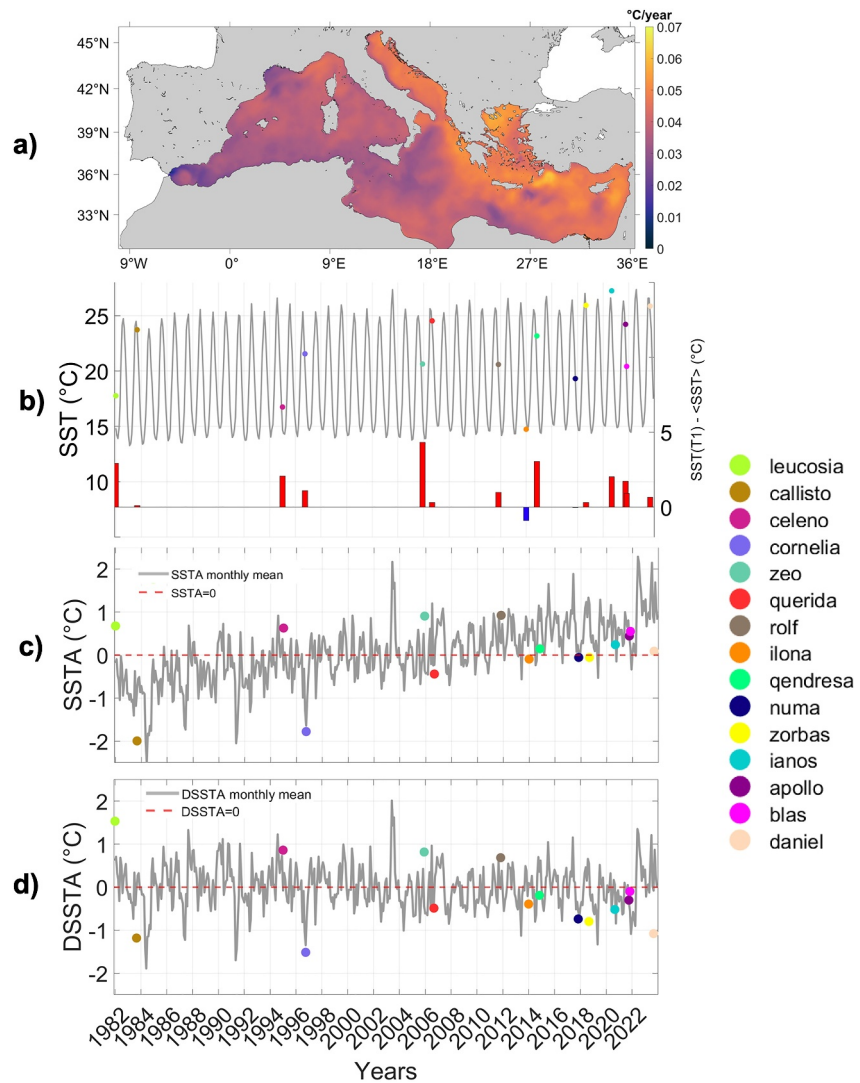 °C/year
a)
45°N
42°N
39°N
36°N
33°N
9°W
0°
9°E
18°E
27°E
36°E
0.07
0.06
0.05
0.04
0.03
0.02
0.01
0
b)
SST (°C)
25
20
15
10
5
0
SST(T1) - <SST> (°C)
c)
SSTA (°C)
2
1
0
-1
-2
SSTA monthly mean
SSTA=0
d)
DSSTA (°C)
2
1
0
-1
-2
DSSTA monthly mean
DSSTA=0
1982
1984
1986
1988
1990
1992
1994
1996
1998
2000
2002
2004
2006
2008
2010
2012
2014
2016
2018
2020
2022
Years
leucosia
callisto
celeno
cornelia
zeo
querida
rolf
ilona
qendresa
numa
zorbas
ianos
apollo
blas
daniel